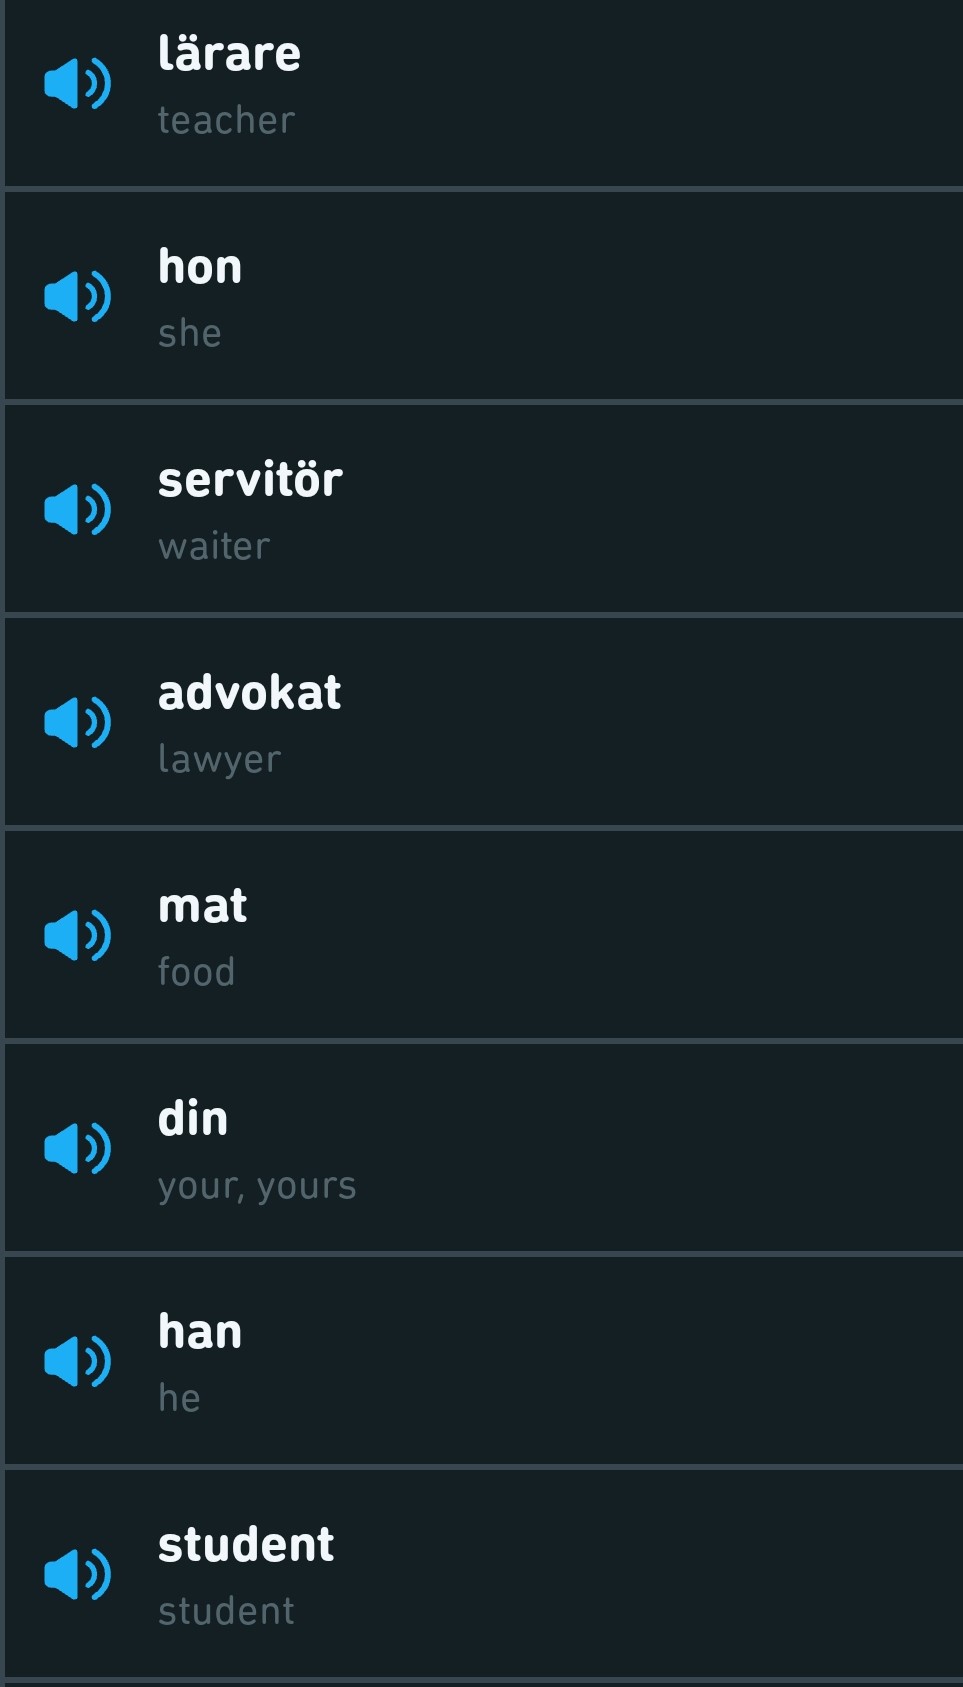 lärare
teacher
hon
she
servitör
waiter
advokat
lawyer
mat
food
din
your, yours
han
he
student
student